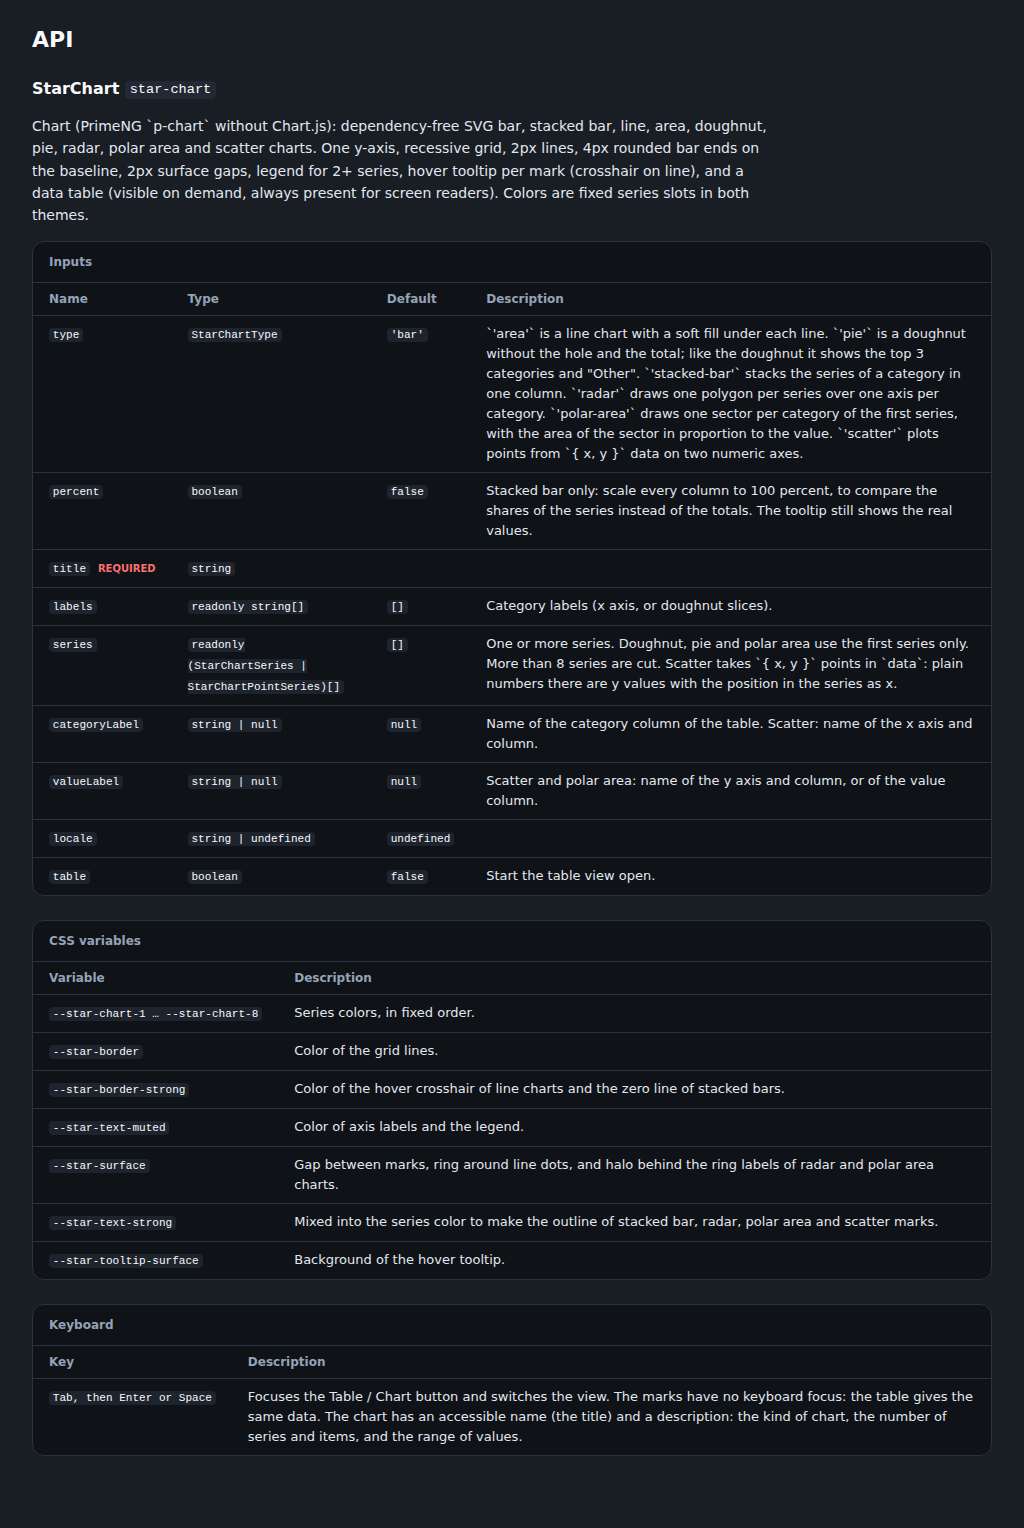 API
StarChart star-chart
Chart (PrimeNG `p-chart` without Chart.js): dependency-free SVG bar, stacked bar, line, area, doughnut,
pie, radar, polar area and scatter charts. One y-axis, recessive grid, 2px lines, 4px rounded bar ends on
the baseline, 2px surface gaps, legend for 2+ series, hover tooltip per mark (crosshair on line), and a
data table (visible on demand, always present for screen readers). Colors are fixed series slots in both
themes.
Inputs
Name Type Default Description
type StarChartType 'bar' `'area'` is a line chart with a soft fill under each line. `'pie'` is a doughnut
without the hole and the total; like the doughnut it shows the top 3
categories and "Other". `'stacked-bar'` stacks the series of a category in
one column. `'radar'` draws one polygon per series over one axis per
category. `'polar-area'` draws one sector per category of the first series,
with the area of the sector in proportion to the value. `'scatter'` plots
points from `{ x, y }` data on two numeric axes.
percent boolean false Stacked bar only: scale every column to 100 percent, to compare the
shares of the series instead of the totals. The tooltip still shows the real
values.
title REQUIRED string
labels readonly string[] [] Category labels (x axis, or doughnut slices).
series readonly [] One or more series. Doughnut, pie and polar area use the first series only.
(StarChartSeries | More than 8 series are cut. Scatter takes `{ x, y }` points in `data`: plain
StarChartPointSeries)[] numbers there are y values with the position in the series as x.
categoryLabel string | null null Name of the category column of the table. Scatter: name of the x axis and
column.
valueLabel string | null null Scatter and polar area: name of the y axis and column, or of the value
column.
locale string | undefined undefined
table boolean false Start the table view open.
CSS variables
Variable Description
--star-chart-1 … --star-chart-8 Series colors, in fixed order.
--star-border Color of the grid lines.
--star-border-strong Color of the hover crosshair of line charts and the zero line of stacked bars.
--star-text-muted Color of axis labels and the legend.
--star-surface Gap between marks, ring around line dots, and halo behind the ring labels of radar and polar area
charts.
--star-text-strong Mixed into the series color to make the outline of stacked bar, radar, polar area and scatter marks.
--star-tooltip-surface Background of the hover tooltip.
Keyboard
Key Description
Tab, then Enter or Space Focuses the Table / Chart button and switches the view. The marks have no keyboard focus: the table gives the
same data. The chart has an accessible name (the title) and a description: the kind of chart, the number of
series and items, and the range of values.